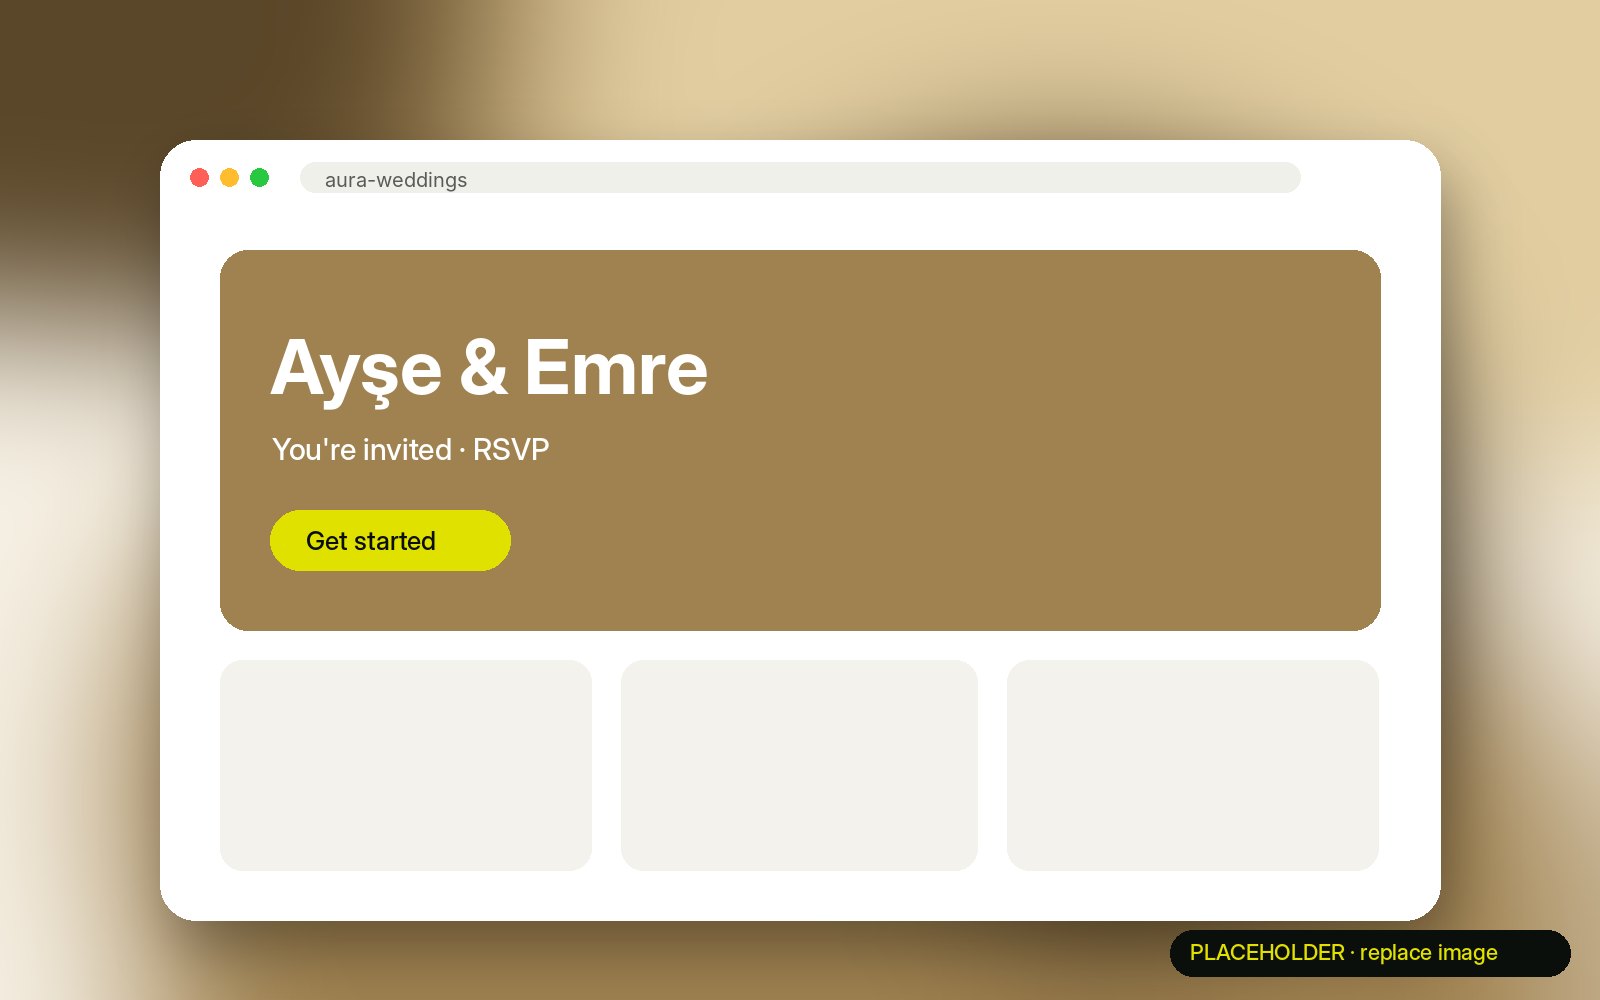 aura-weddings
Ayşe & Emre
You're invited · RSVP
Get started
PLACEHOLDER · replace image